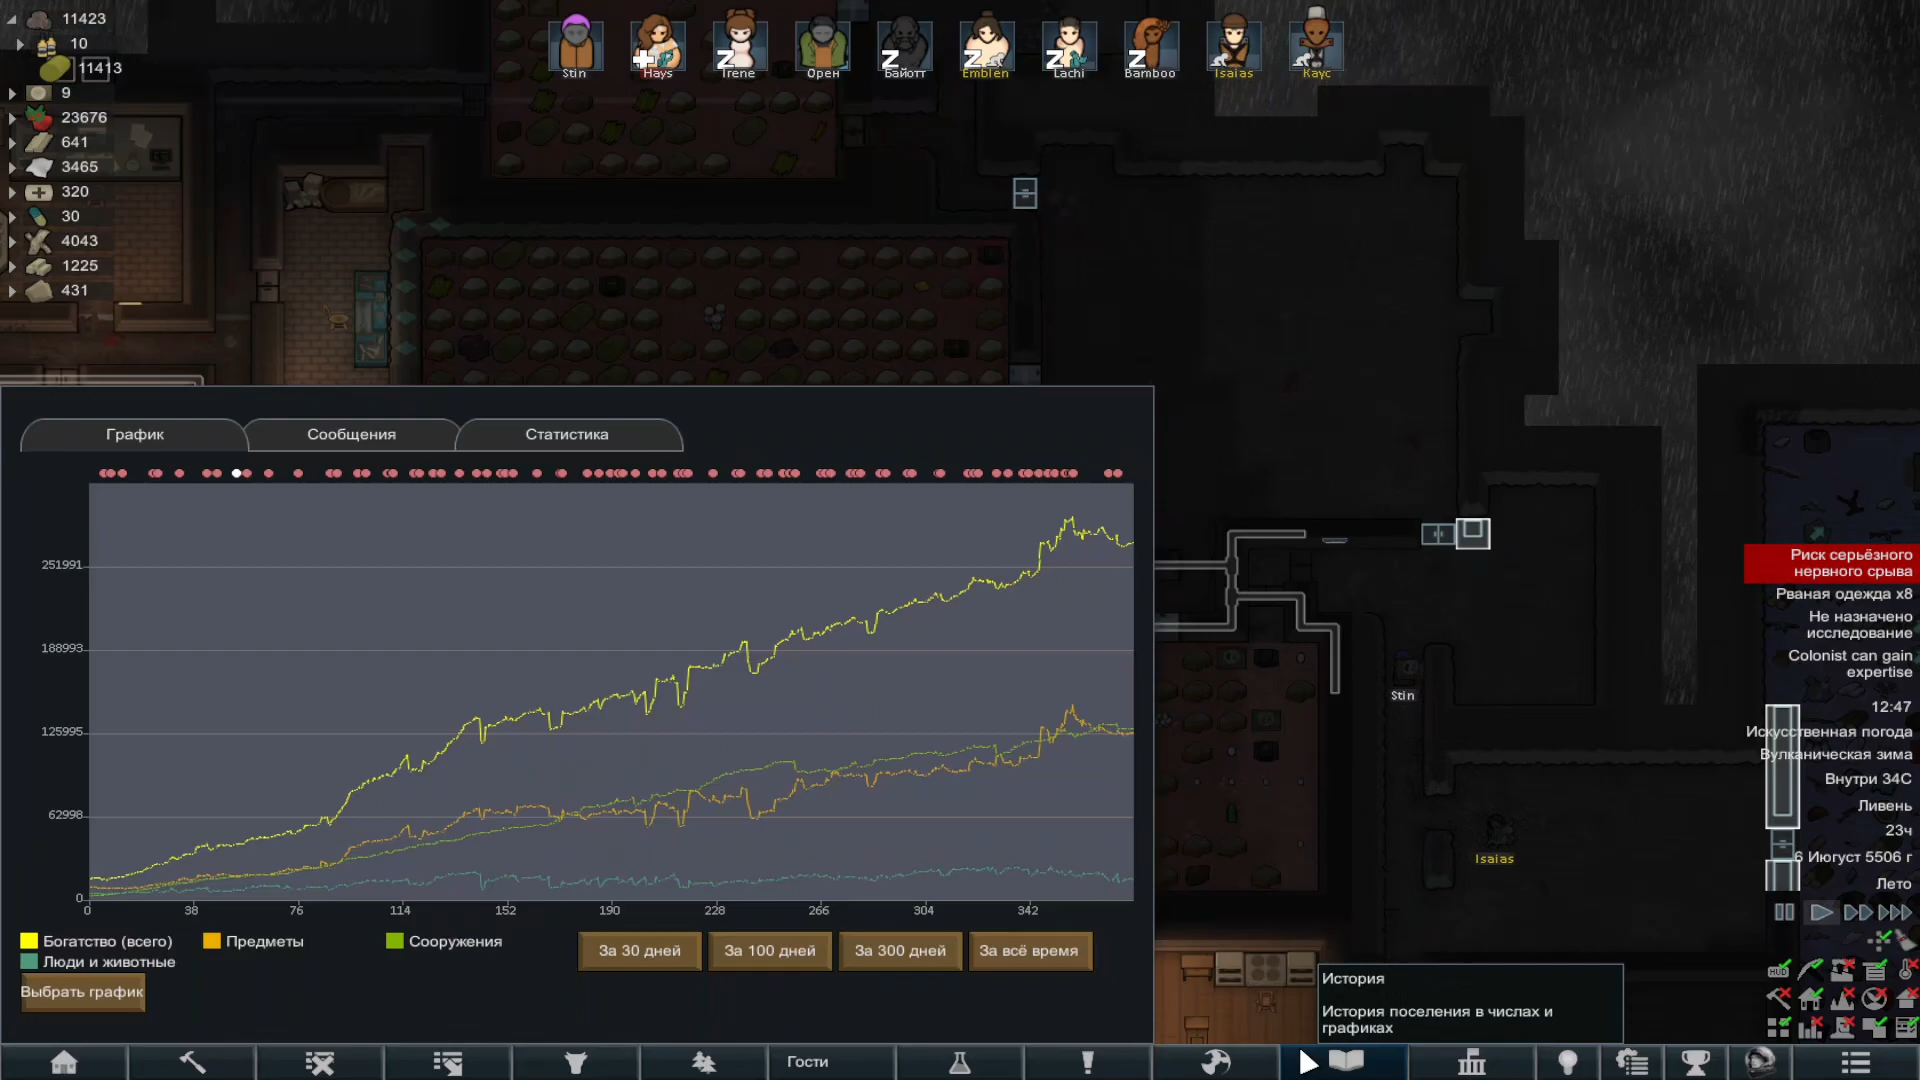 11423
10
11413
9
23676
641
3465
320
30
4043
1225
431
Stin
Hays
Irene
Орен
Байотт
Emblen
Lachi
Bamboo
Isaias
Каус
График
Сообщения
Статистика
251991
188993
125995
62998
0
0
38
76
114
152
190
228
266
304
342
Богатство (всего)
Предметы
Сооружения
Люди и животные
За 30 дней
За 100 дней
За 300 дней
За всё время
Выбрать график
Stin
Isaias
Риск серьёзного
нервного срыва
Рваная одежда x8
Не назначено
исследование
Colonist can gain
expertise
12:47
Искусственная погода
Вулканическая зима
Внутри 34C
Ливень
23ч
6 Июгуст 5506 г
Лето
HUD
История
История поселения в числах и
графиках
Гости